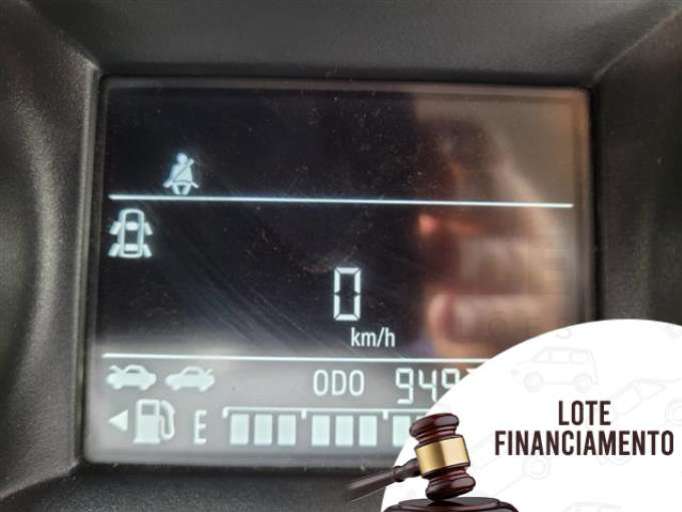 0
km/h
ODO
E
LOTE
FINANCIAMENTO